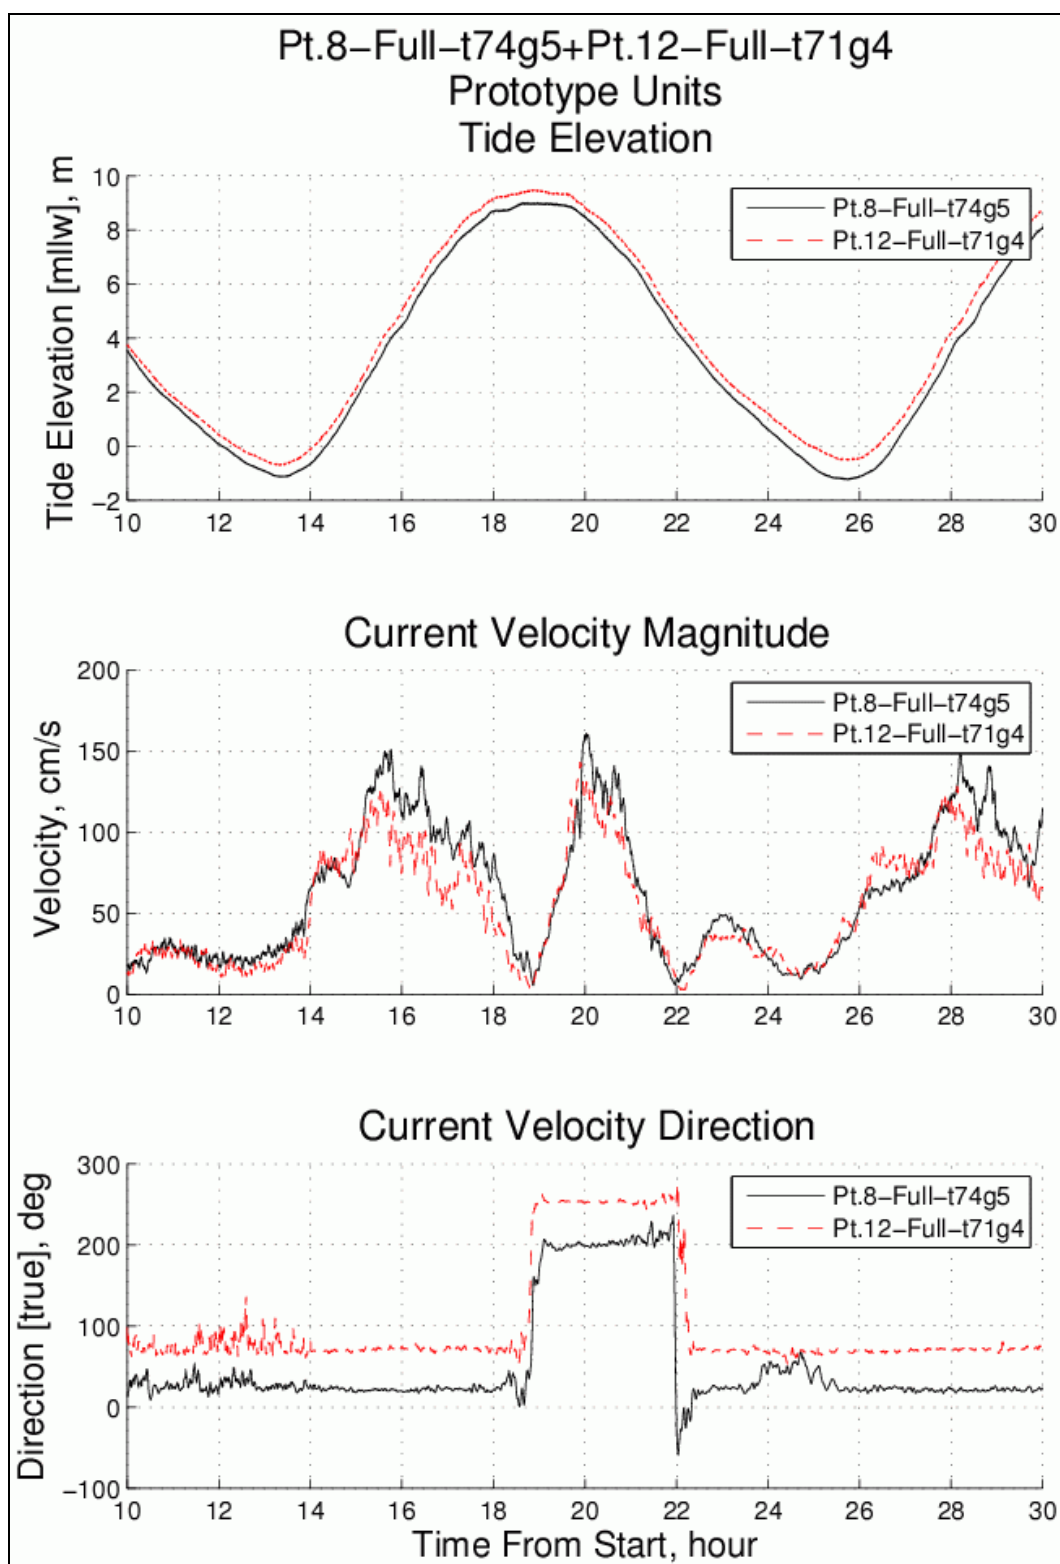 Pt.8−Full−t74g5+Pt.12−Full−t71g4
Prototype Units
Tide Elevation
Tide Elevation [mllw], m
10
8
6
4
2
0
−2
Pt.8−Full−t74g5
Pt.12−Full−t71g4
10 12 14 16 18 20 22 24 26 28 30
Current Velocity Magnitude
Velocity, cm/s
200
150
100
50
0
Pt.8−Full−t74g5
Pt.12−Full−t71g4
10 12 14 16 18 20 22 24 26 28 30
Current Velocity Direction
Direction [true], deg
300
200
100
0
−100
Pt.8−Full−t74g5
Pt.12−Full−t71g4
10 12 14 16 18 20 22 24 26 28 30
Time From Start, hour